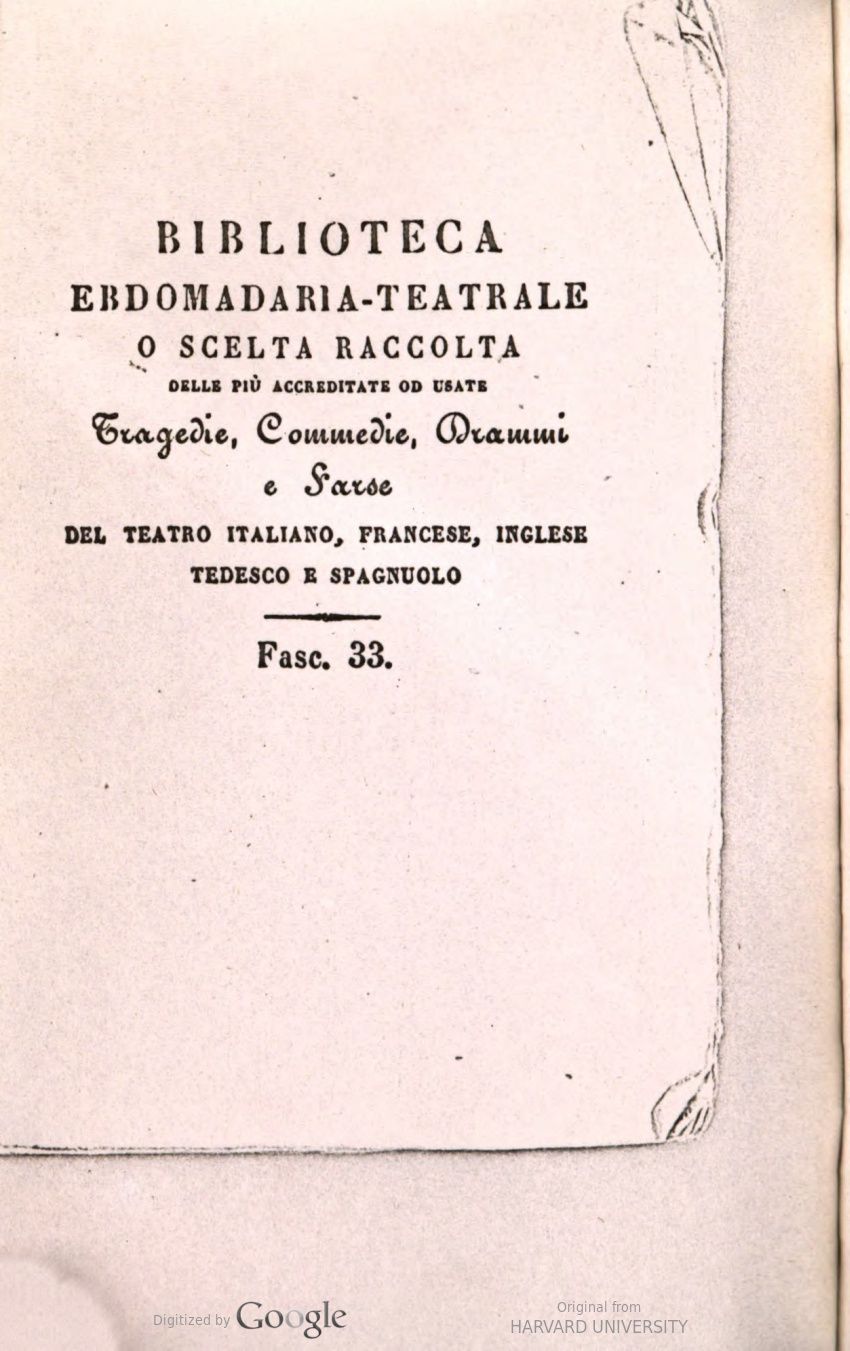 BIBLIOTECA
EBDOMADARIA-TEATRALE
O SCELTA RACCOLTA
DELLE PIÙ ACCREDITATE OD USATE
Tragedie, Commedie, Drammi
e Farse
DEL TEATRO ITALIANO, FRANCESE, INGLESE
TEDESCO E SPAGNUOLO
Fasc. 33.
Digitized by Google
Original from
HARVARD UNIVERSITY